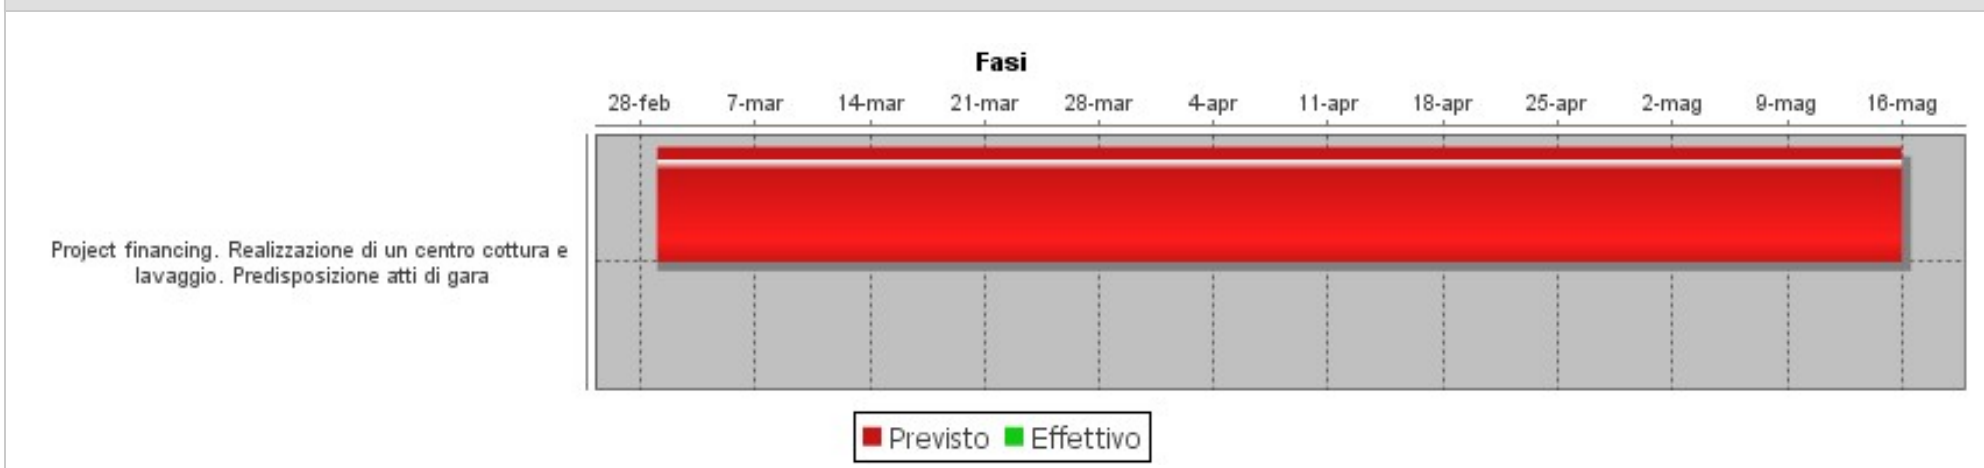 Fasi
28-feb 7-mar 14-mar 21-mar 28-mar 4-apr 11-apr 18-apr 25-apr 2-mag 9-mag 16-mag
Project financing. Realizzazione di un centro cottura e
lavaggio. Predisposizione atti di gara
Previsto Effettivo